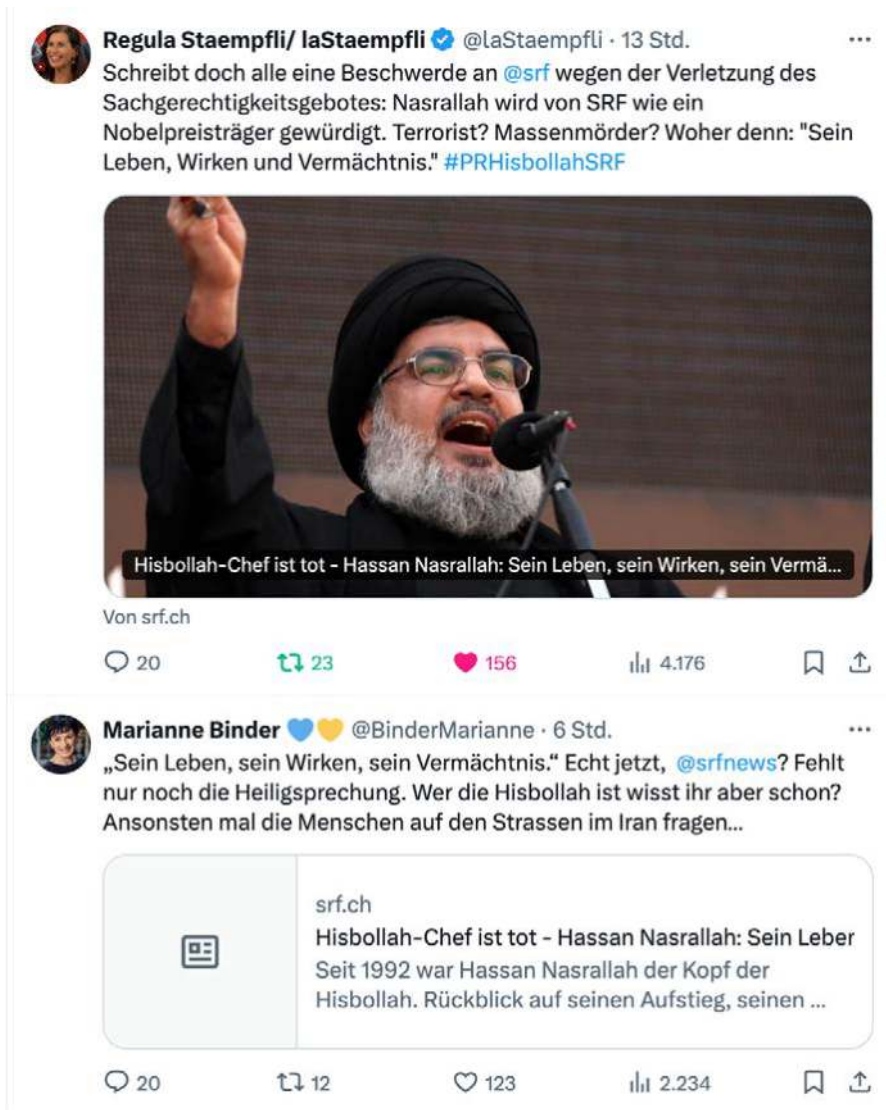 Regula Staempfli/ laStaempfli @laStaempfli · 13 Std.
Schreibt doch alle eine Beschwerde an @srf wegen der Verletzung des
Sachgerechtigkeitsgebotes: Nasrallah wird von SRF wie ein
Nobelpreisträger gewürdigt. Terrorist? Massenmörder? Woher denn: "Sein
Leben, Wirken und Vermächtnis." #PRHisbollahSRF
Hisbollah-Chef ist tot - Hassan Nasrallah: Sein Leben, sein Wirken, sein Vermä...
Von srf.ch
20 23 156 4.176
Marianne Binder 💙💛 @BinderMarianne · 6 Std.
„Sein Leben, sein Wirken, sein Vermächtnis.“ Echt jetzt, @srfnews? Fehlt
nur noch die Heiligsprechung. Wer die Hisbollah ist wisst ihr aber schon?
Ansonsten mal die Menschen auf den Strassen im Iran fragen...
srf.ch
Hisbollah-Chef ist tot - Hassan Nasrallah: Sein Leber
Seit 1992 war Hassan Nasrallah der Kopf der
Hisbollah. Rückblick auf seinen Aufstieg, seinen ...
20 12 123 2.234